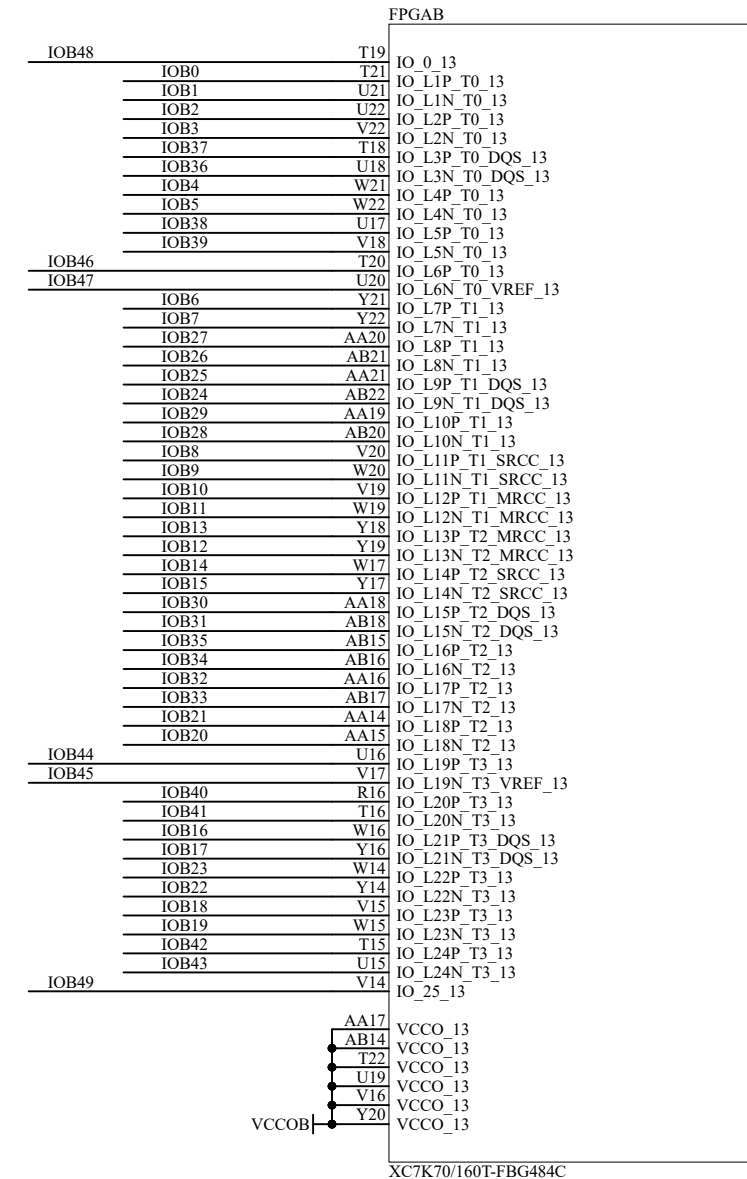 FPGAB
IOB48 T19 IO_0_13
IOB0 T21 IO_L1P_T0_13
IOB1 U21 IO_L1N_T0_13
IOB2 U22 IO_L2P_T0_13
IOB3 V22 IO_L2N_T0_13
IOB37 T18 IO_L3P_T0_DQS_13
IOB36 U18 IO_L3N_T0_DQS_13
IOB4 W21 IO_L4P_T0_13
IOB5 W22 IO_L4N_T0_13
IOB38 U17 IO_L5P_T0_13
IOB39 V18 IO_L5N_T0_13
IOB46 T20 IO_L6P_T0_13
IOB47 U20 IO_L6N_T0_VREF_13
IOB6 Y21 IO_L7P_T1_13
IOB7 Y22 IO_L7N_T1_13
IOB27 AA20 IO_L8P_T1_13
IOB26 AB21 IO_L8N_T1_13
IOB25 AA21 IO_L9P_T1_DQS_13
IOB24 AB22 IO_L9N_T1_DQS_13
IOB29 AA19 IO_L10P_T1_13
IOB28 AB20 IO_L10N_T1_13
IOB8 V20 IO_L11P_T1_SRCC_13
IOB9 W20 IO_L11N_T1_SRCC_13
IOB10 V19 IO_L12P_T1_MRCC_13
IOB11 W19 IO_L12N_T1_MRCC_13
IOB13 Y18 IO_L13P_T2_MRCC_13
IOB12 Y19 IO_L13N_T2_MRCC_13
IOB14 W17 IO_L14P_T2_SRCC_13
IOB15 Y17 IO_L14N_T2_SRCC_13
IOB30 AA18 IO_L15P_T2_DQS_13
IOB31 AB18 IO_L15N_T2_DQS_13
IOB35 AB15 IO_L16P_T2_13
IOB34 AB16 IO_L16N_T2_13
IOB32 AA16 IO_L17P_T2_13
IOB33 AB17 IO_L17N_T2_13
IOB21 AA14 IO_L18P_T2_13
IOB20 AA15 IO_L18N_T2_13
IOB44 U16 IO_L19P_T3_13
IOB45 V17 IO_L19N_T3_VREF_13
IOB40 R16 IO_L20P_T3_13
IOB41 T16 IO_L20N_T3_13
IOB16 W16 IO_L21P_T3_DQS_13
IOB17 Y16 IO_L21N_T3_DQS_13
IOB23 W14 IO_L22P_T3_13
IOB22 Y14 IO_L22N_T3_13
IOB18 V15 IO_L23P_T3_13
IOB19 W15 IO_L23N_T3_13
IOB42 T15 IO_L24P_T3_13
IOB43 U15 IO_L24N_T3_13
IOB49 V14 IO_25_13
AA17 VCCO_13
AB14 VCCO_13
T22 VCCO_13
U19 VCCO_13
V16 VCCO_13
VCCOB Y20 VCCO_13
XC7K70/160T-FBG484C